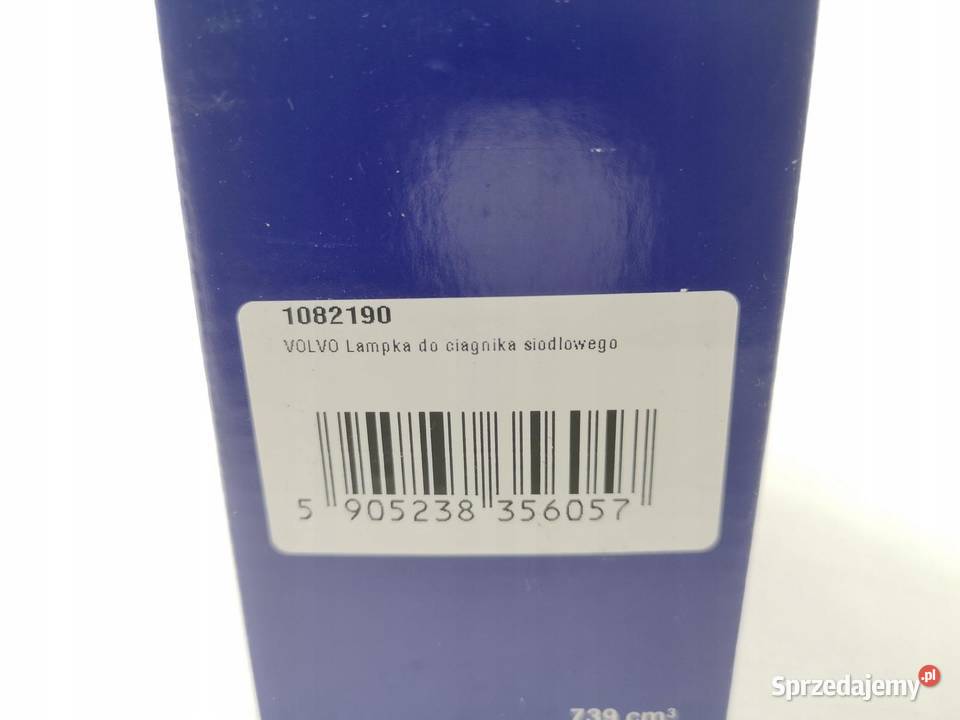 1082190
VOLVO Lampka do ciagnika siodlowego
5 905238 356057
739 cm³
Sprzedajemy.pl